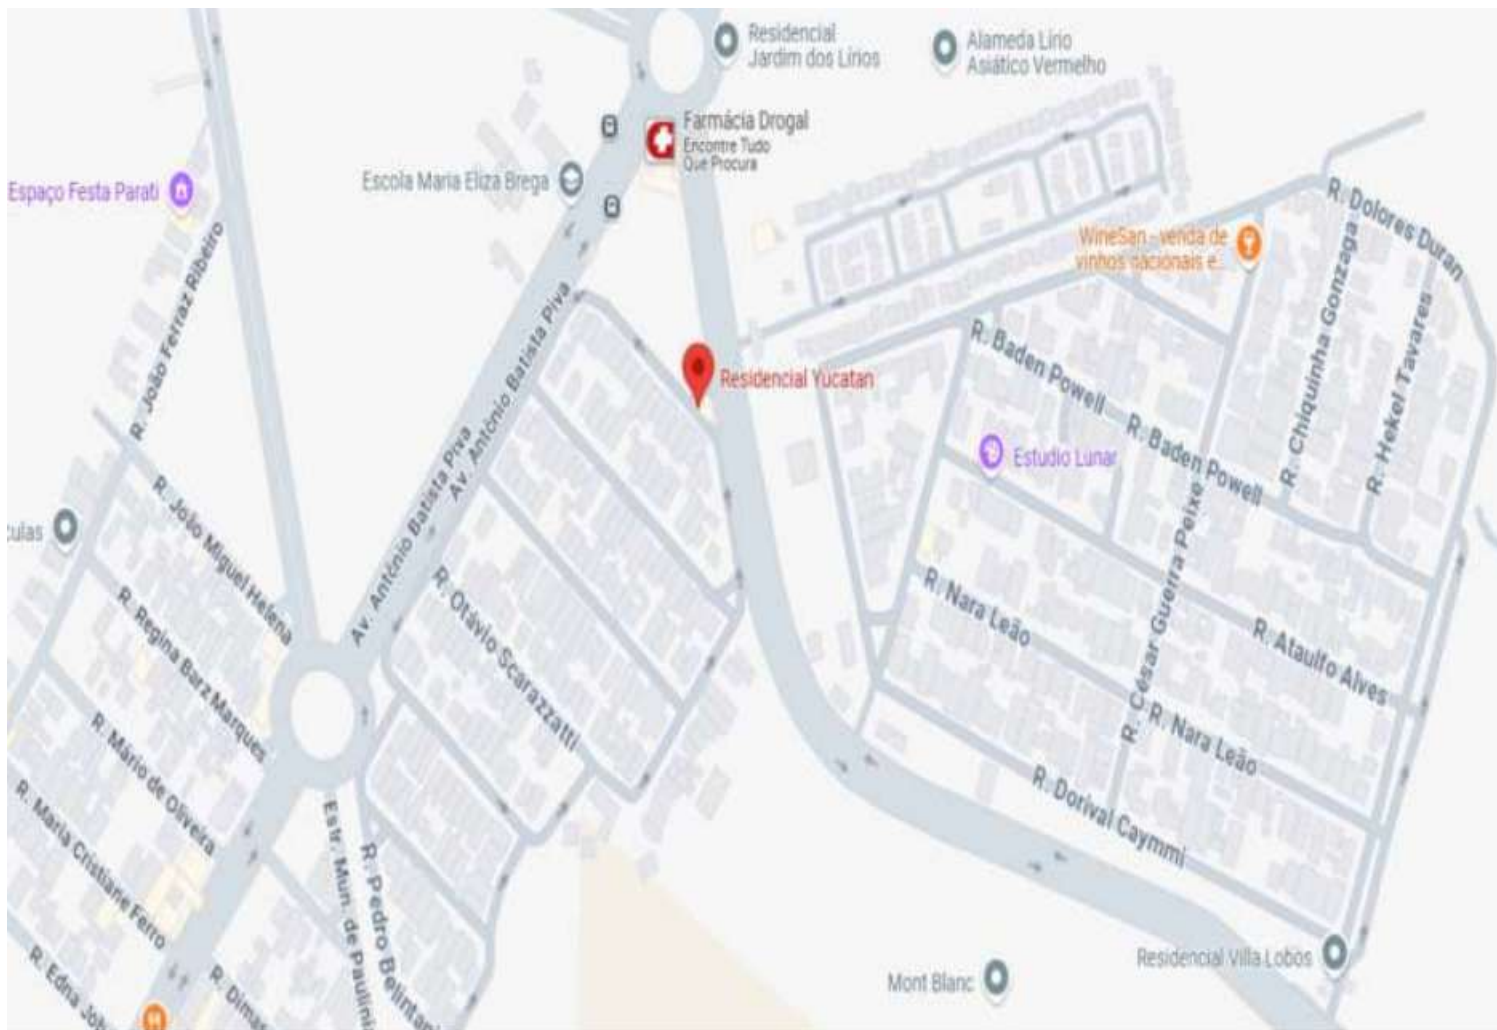 Residencial
Jardim dos Lírios
Alameda Lírio
Asiático Vermelho
Farmácia Drogal
Encontre Tudo
Que Procura
Escola Maria Eliza Brega
Espaço Festa Parati
R. Dolores Duran
WineSan - venda de
vinhos nacionais e...
R. João Ferraz Ribeiro
R. Chiquinha Gonzaga
R. Hekel Tavares
Av. Antônio Batista Piva
Av. Antônio Batista Piva
R. Baden Powell
R. Baden Powell
Residencial Yucatan
Estudio Lunar
R. João Miguel Helena
culas
R. César Guerra Peixe
R. Otávio Scarazzatti
R. Regina Barz Marques
R. Nara Leão
R. Nara Leão
R. Ataulfo Alves
R. Mário de Oliveira
R. Maria Cristiane Ferro
R. Dorival Caymmi
Estr. Mun. de Paulínia
R. Pedro Belintani
R. Edna Job
R. Dimas
Mont Blanc
Residencial Villa Lobos